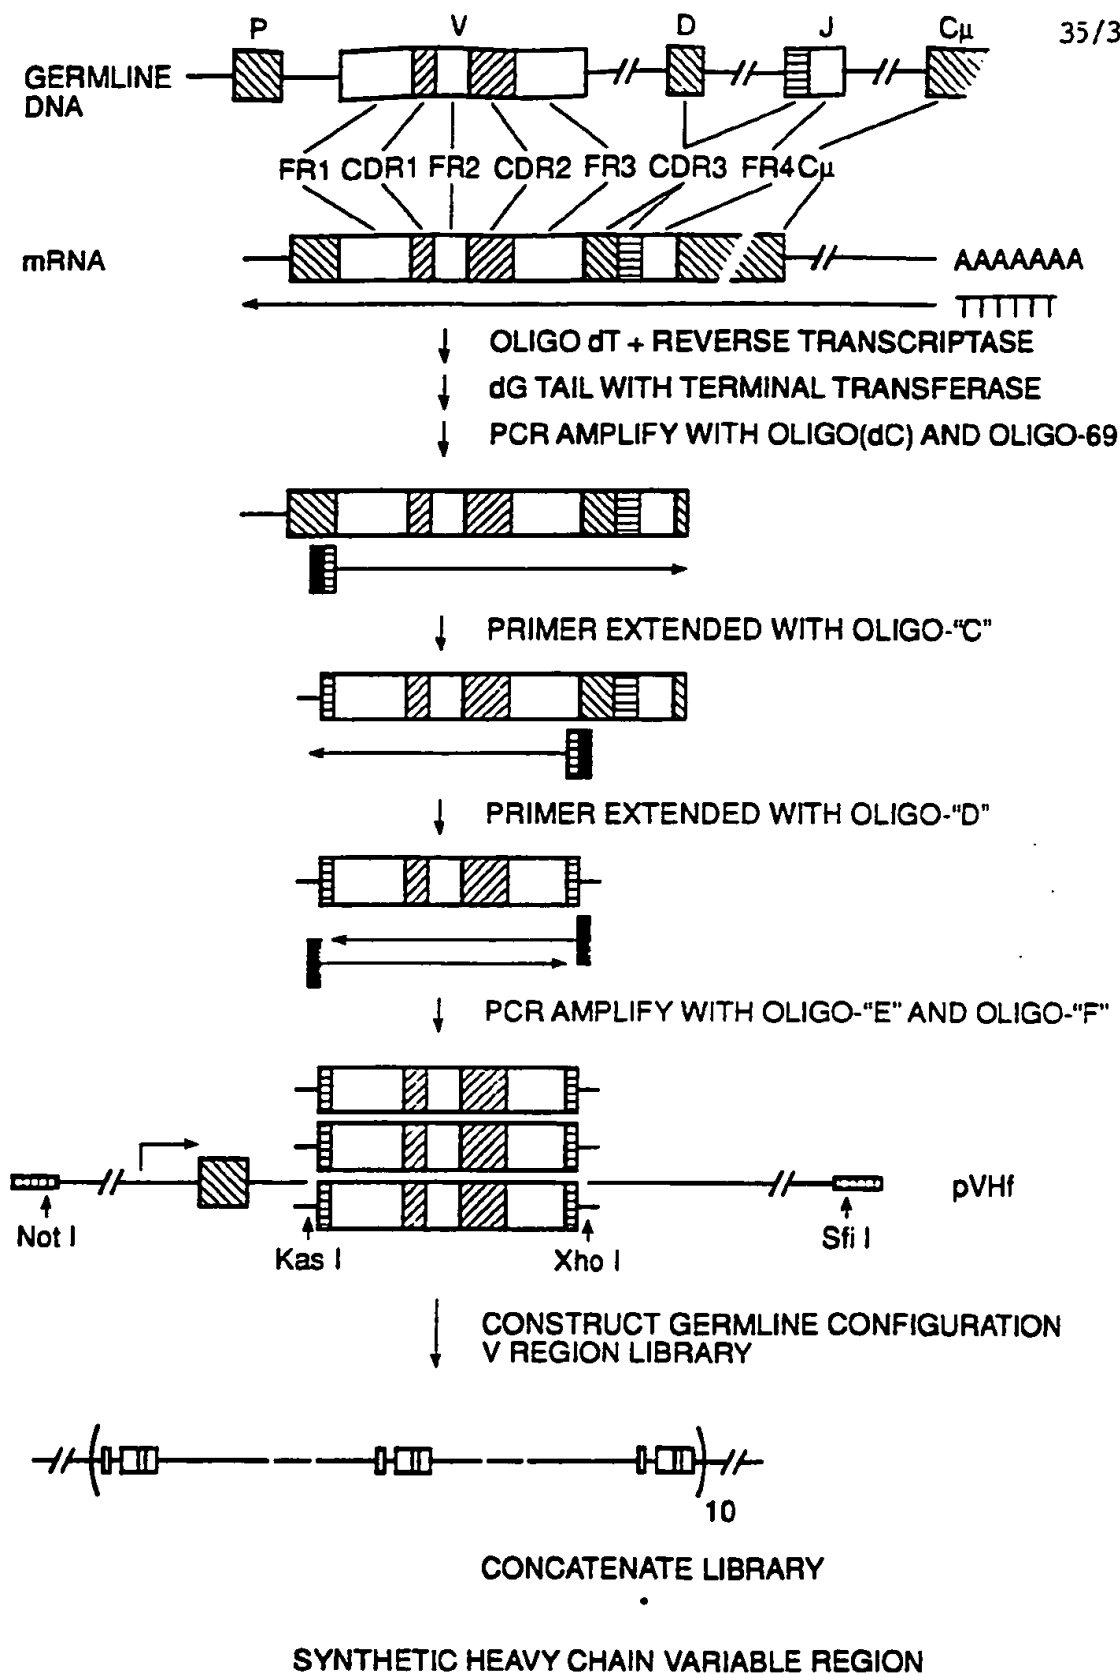 P V D J Cμ 35/3
GERMLINE
DNA
FR1 CDR1 FR2 CDR2 FR3 CDR3 FR4 Cμ
mRNA AAAAAAA
TTTTTT
OLIGO dT + REVERSE TRANSCRIPTASE
dG TAIL WITH TERMINAL TRANSFERASE
PCR AMPLIFY WITH OLIGO(dC) AND OLIGO-69
PRIMER EXTENDED WITH OLIGO-"C"
PRIMER EXTENDED WITH OLIGO-"D"
PCR AMPLIFY WITH OLIGO-"E" AND OLIGO-"F"
pVHf
Not I Kas I Xho I Sfi I
CONSTRUCT GERMLINE CONFIGURATION
V REGION LIBRARY
10
CONCATENATE LIBRARY
SYNTHETIC HEAVY CHAIN VARIABLE REGION